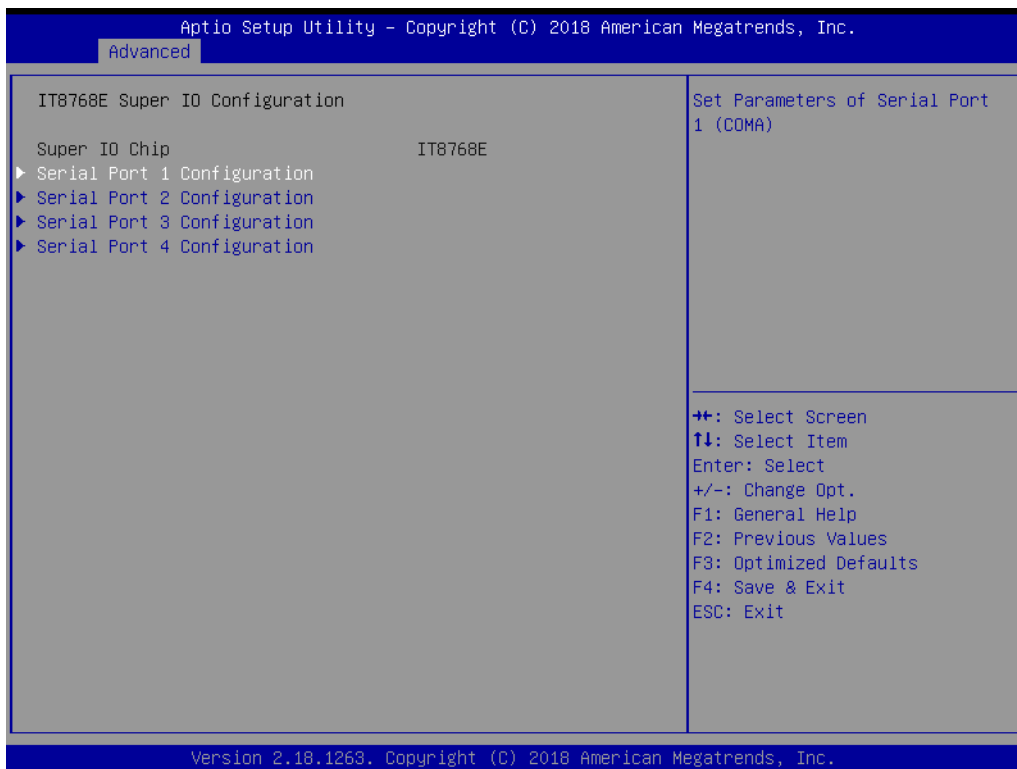 Aptio Setup Utility – Copyright (C) 2018 American Megatrends, Inc.
Advanced
IT8768E Super IO Configuration
Super IO Chip IT8768E
▶ Serial Port 1 Configuration
▶ Serial Port 2 Configuration
▶ Serial Port 3 Configuration
▶ Serial Port 4 Configuration
Set Parameters of Serial Port
1 (COMA)
→←: Select Screen
↑↓: Select Item
Enter: Select
+/-: Change Opt.
F1: General Help
F2: Previous Values
F3: Optimized Defaults
F4: Save & Exit
ESC: Exit
Version 2.18.1263. Copyright (C) 2018 American Megatrends, Inc.